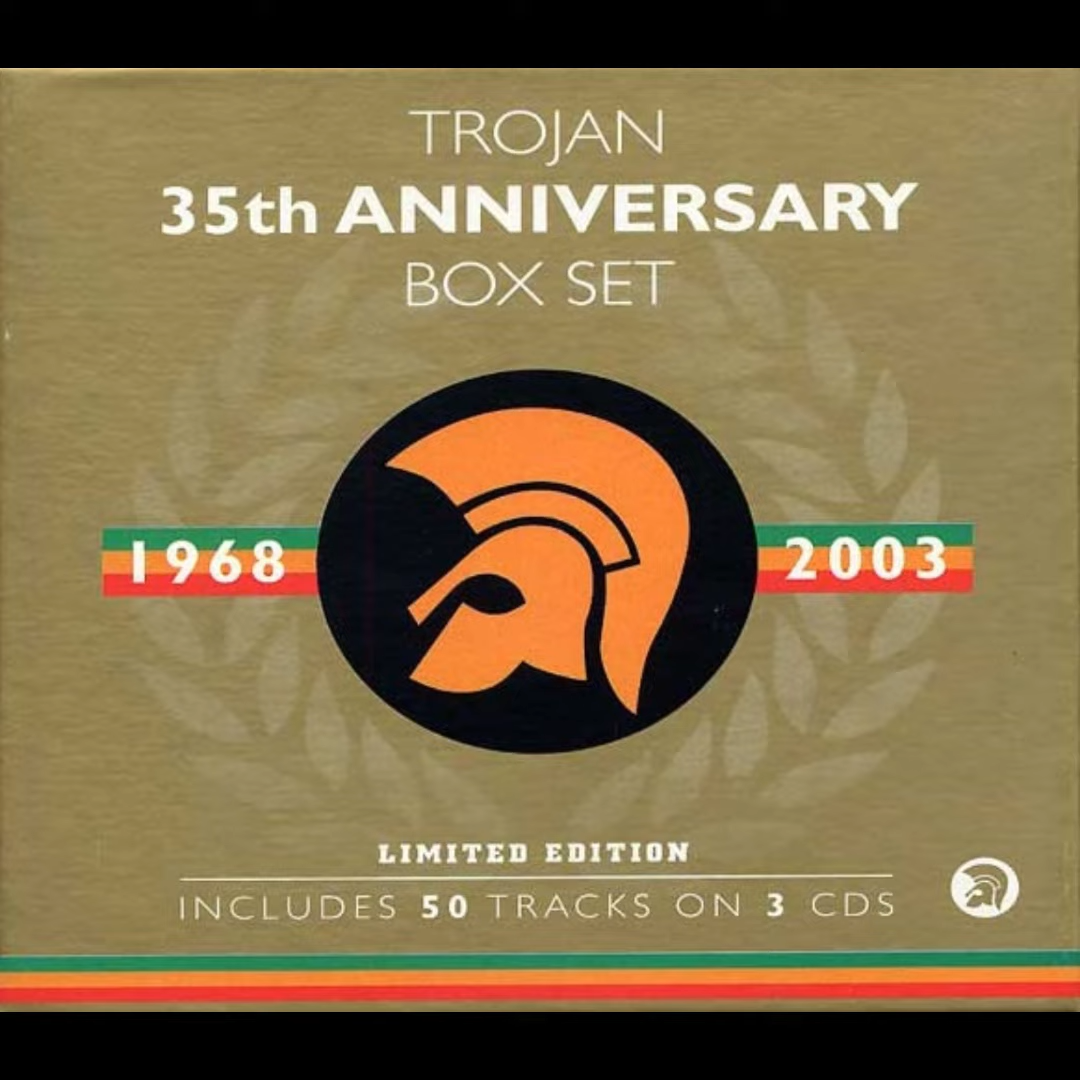 TROJAN
35th ANNIVERSARY
BOX SET
1968
2003
LIMITED EDITION
INCLUDES 50 TRACKS ON 3 CDS